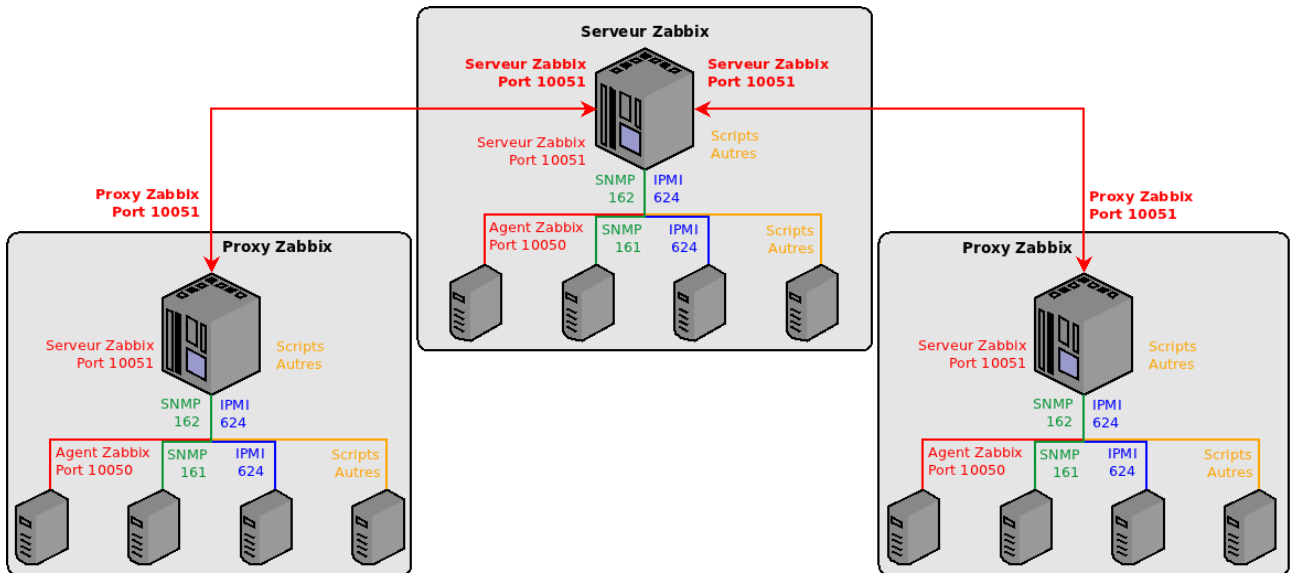 Serveur Zabbix
Serveur Zabbix
Port 10051
Serveur Zabbix
Port 10051
Serveur Zabbix
Port 10051
Scripts
Autres
SNMP
162
IPMI
624
Agent Zabbix
Port 10050
SNMP
161
IPMI
624
Scripts
Autres
Proxy Zabbix
Port 10051
Proxy Zabbix
Port 10051
Proxy Zabbix
Serveur Zabbix
Port 10051
Scripts
Autres
SNMP
162
IPMI
624
Agent Zabbix
Port 10050
SNMP
161
IPMI
624
Scripts
Autres
Proxy Zabbix
Serveur Zabbix
Port 10051
Scripts
Autres
SNMP
162
IPMI
624
Agent Zabbix
Port 10050
SNMP
161
IPMI
624
Scripts
Autres